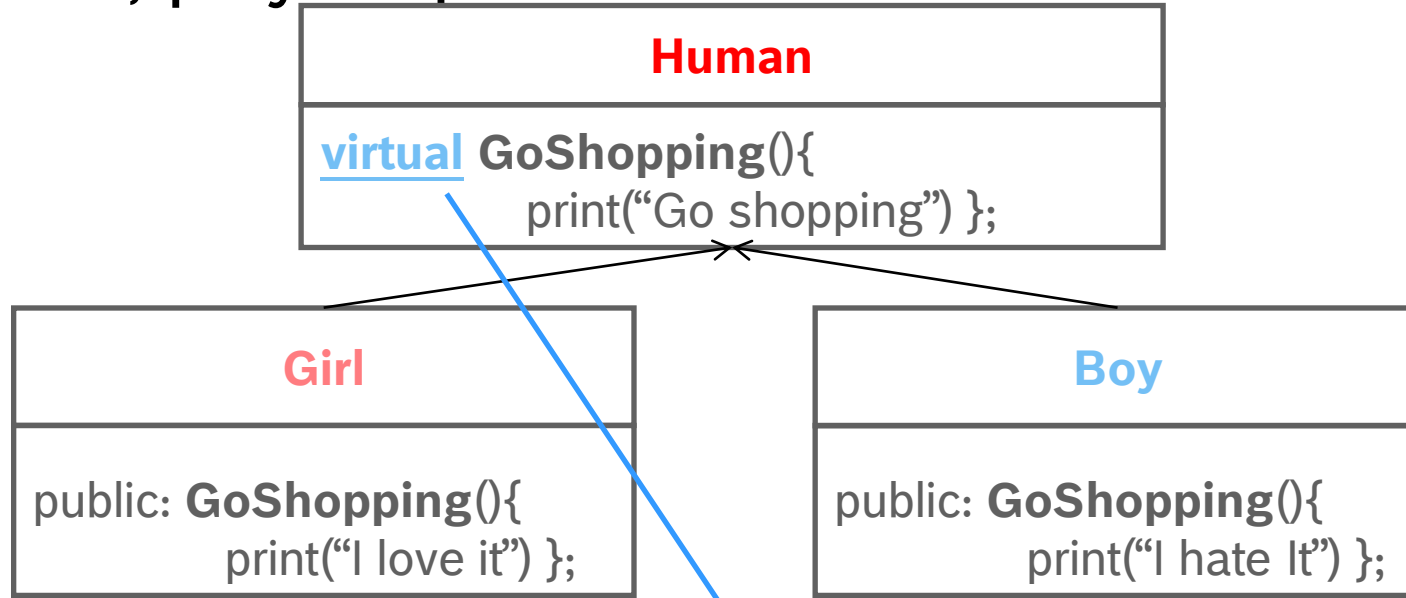 Human
virtual GoShopping(){
print(“Go shopping”) };
Girl
public: GoShopping(){
print(“I love it”) };
Boy
public: GoShopping(){
print(“I hate It”) };